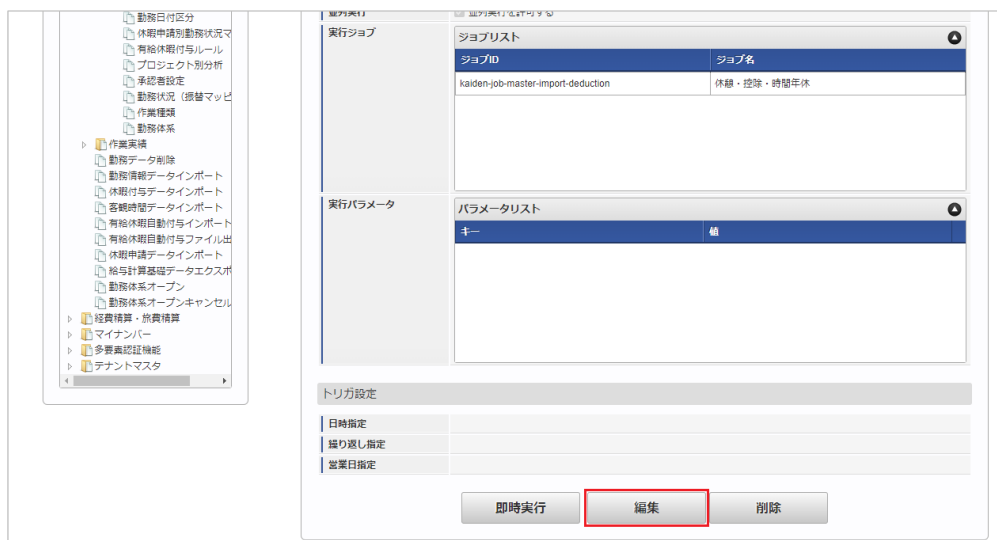 勤務日付区分
休暇申請別勤務状況マ
有給休暇付与ルール
プロジェクト別分析
承認者設定
勤務状況（振替マッピ
作業種類
勤務体系
作業実績
勤務データ削除
勤務情報データインポート
休暇付与データインポート
客観時間データインポート
有給休暇自動付与インポート
有給休暇自動付与ファイル出
休暇申請データインポート
給与計算基礎データエクスポ
勤務体系オープン
勤務体系オープンキャンセル
経費精算・旅費精算
マイナンバー
多要素認証機能
テナントマスタ
並列実行
並列実行を許可する
実行ジョブ
ジョブリスト
ジョブID ジョブ名
kaiden-job-master-import-deduction 休憩・控除・時間年休
実行パラメータ
パラメータリスト
キー 値
トリガ設定
日時指定
繰り返し指定
営業日指定
即時実行 編集 削除